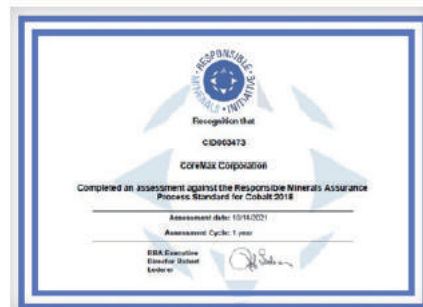 RESPONSIBLE MINERALS INITIATIVE
Recognition that
CID003473
CoreMax Corporation
Completed an assessment against the Responsible Minerals Assurance
Process Standard for Cobalt 2018
Assessment date: 10/14/2021
Assessment Cycle: 1 year
RBA Executive
Director Robert
Lederer